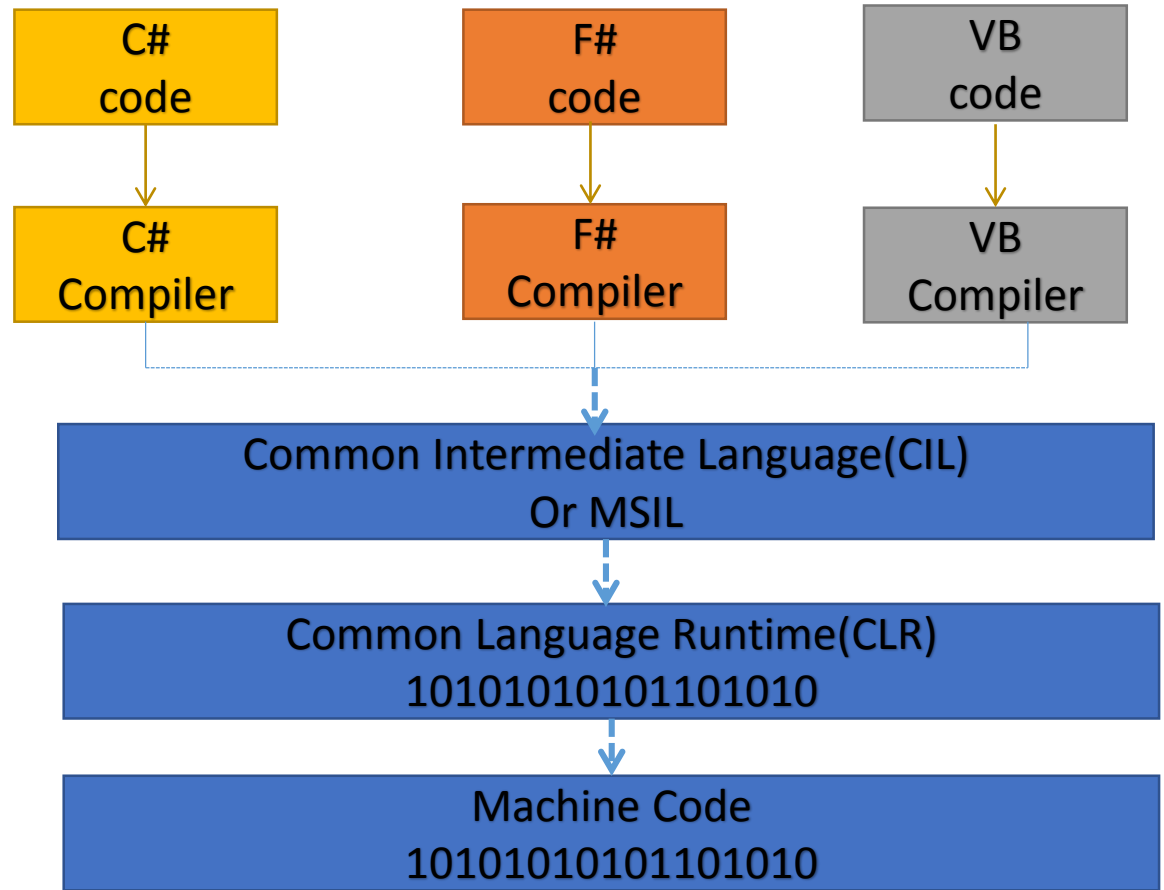 C#
code
F#
code
VB
code
C#
Compiler
F#
Compiler
VB
Compiler
Common Intermediate Language(CIL)
Or MSIL
Common Language Runtime(CLR)
10101010101101010
Machine Code
10101010101101010